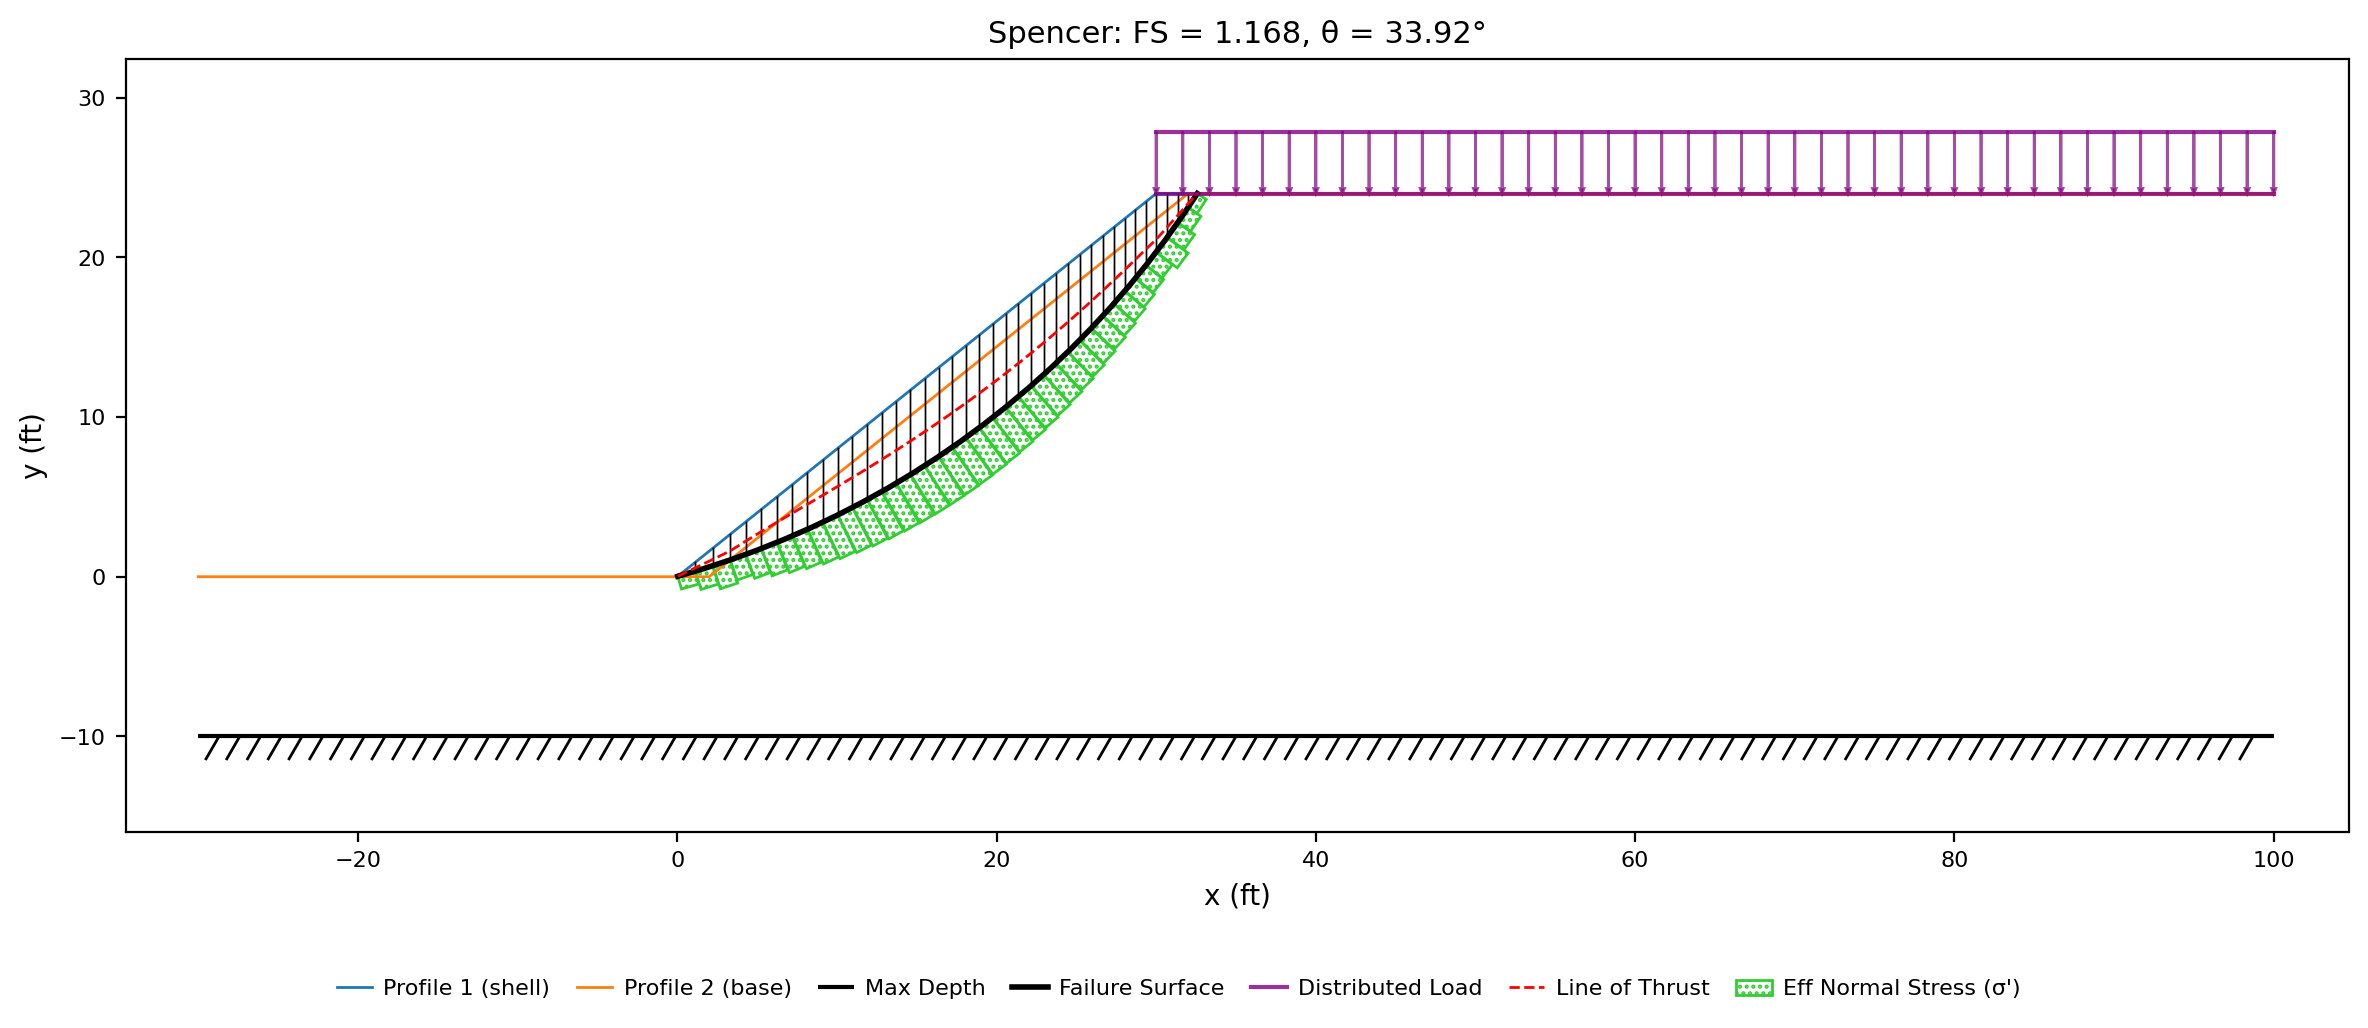 Spencer: FS = 1.168, θ = 33.92°
30
20
10
0
−10
y (ft)
−20
0
20
40
60
80
100
x (ft)
Profile 1 (shell)
Profile 2 (base)
Max Depth
Failure Surface
Distributed Load
Line of Thrust
Eff Normal Stress (σ')